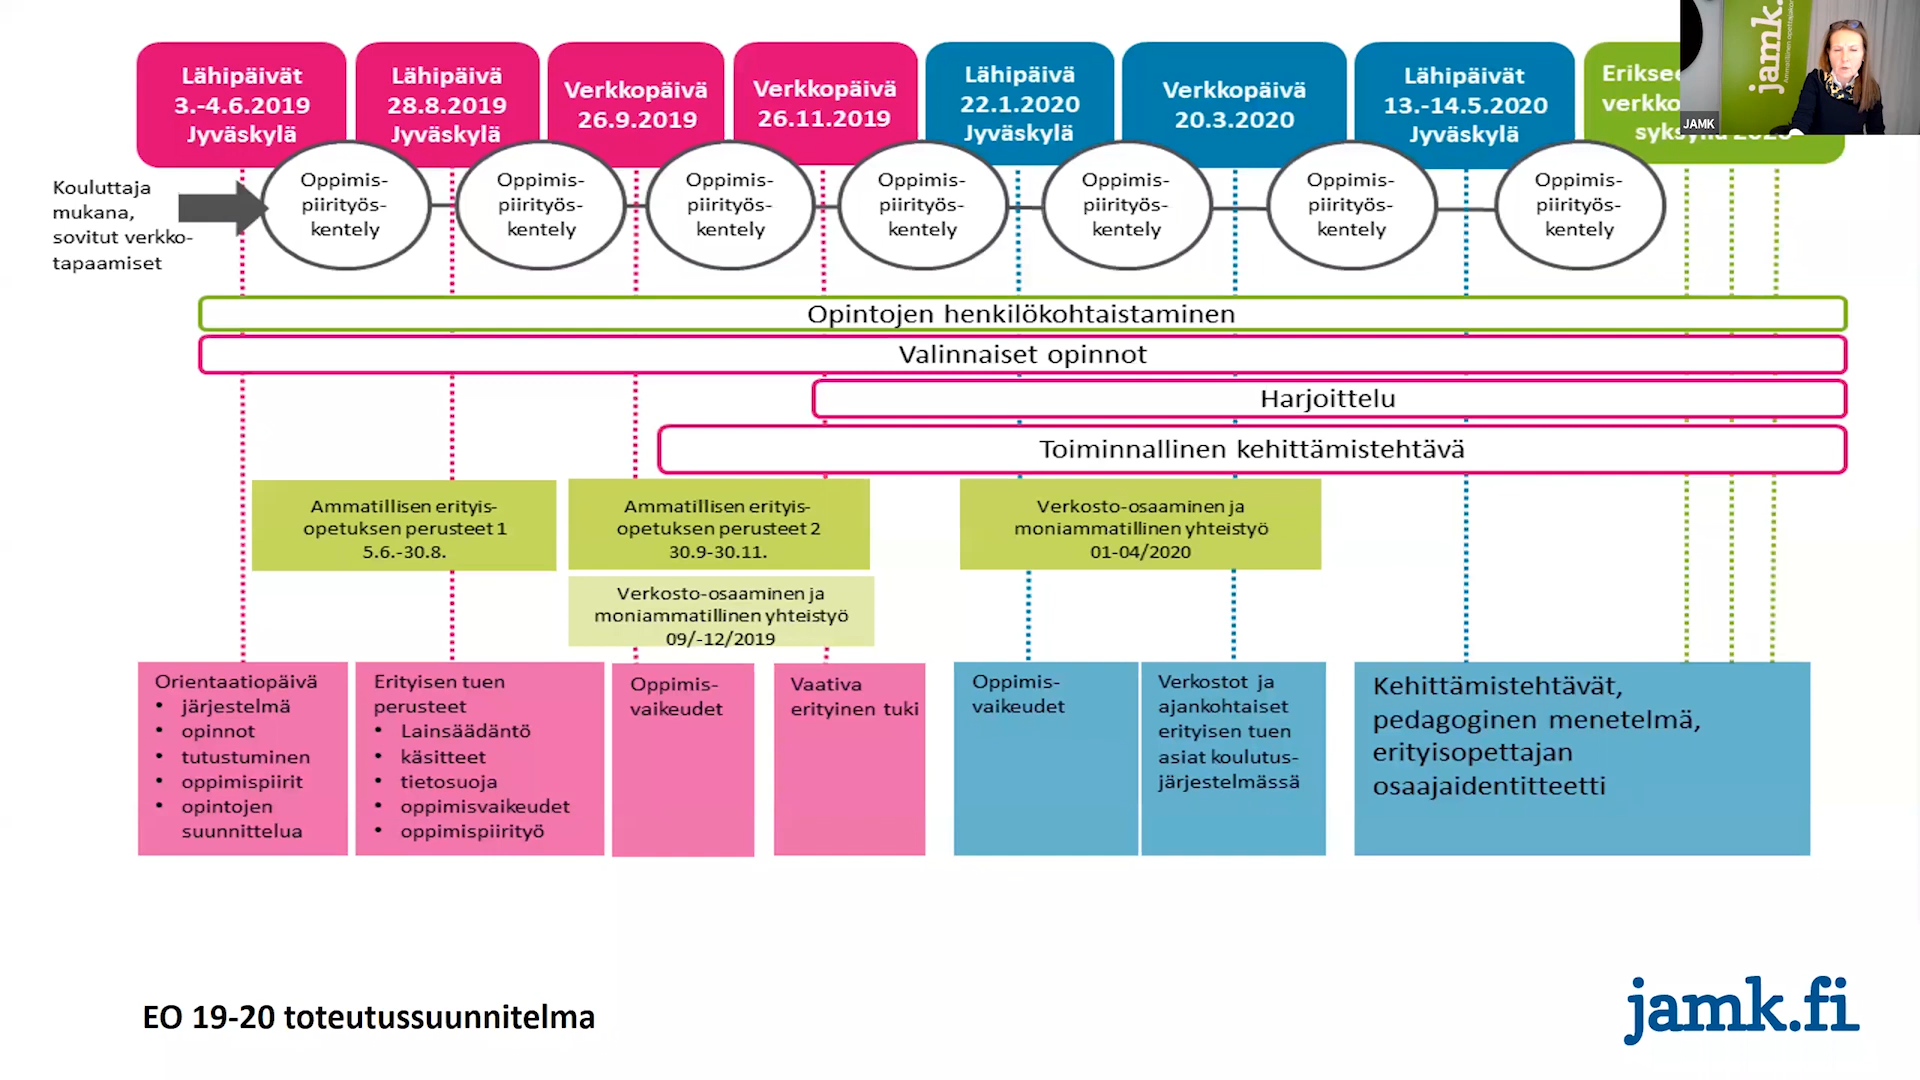 Lähipäivät
3.-4.6.2019
Jyväskylä
Lähipäivä
28.8.2019
Jyväskylä
Verkkopäivä
26.9.2019
Verkkopäivä
26.11.2019
Lähipäivä
22.1.2020
Jyväskylä
Verkkopäivä
20.3.2020
Lähipäivät
13.-14.5.2020
Jyväskylä
jamk.
JAMK
Kouluttaja
mukana,
sovitut verkko-
tapaamiset
Oppimis-
piirityös-
kentely
Oppimis-
piirityös-
kentely
Oppimis-
piirityös-
kentely
Oppimis-
piirityös-
kentely
Oppimis-
piirityös-
kentely
Oppimis-
piirityös-
kentely
Oppimis-
piirityös-
kentely
Opintojen henkilökohtaistaminen
Valinnaiset opinnot
Harjoittelu
Toiminnallinen kehittämistehtävä
Ammatillisen erityis-
opetuksen perusteet 1
5.6.-30.8.
Ammatillisen erityis-
opetuksen perusteet 2
30.9-30.11.
Verkosto-osaaminen ja
moniammatillinen yhteistyö
01-04/2020
Verkosto-osaaminen ja
moniammatillinen yhteistyö
09/-12/2019
Orientaatiopäivä
• järjestelmä
• opinnot
• tutustuminen
• oppimispiirit
• opintojen
suunnittelua
Erityisen tuen
perusteet
• Lainsäädäntö
• käsitteet
• tietosuoja
• oppimisvaikeudet
• oppimispiirityö
Oppimis-
vaikeudet
Vaativa
erityinen tuki
Oppimis-
vaikeudet
Verkostot ja
ajankohtaiset
erityisen tuen
asiat koulutus-
järjestelmässä
Kehittämistehtävät,
pedagoginen menetelmä,
erityisopettajan
osaajaidentitteetti
EO 19-20 toteutussuunnitelma
jamk.fi